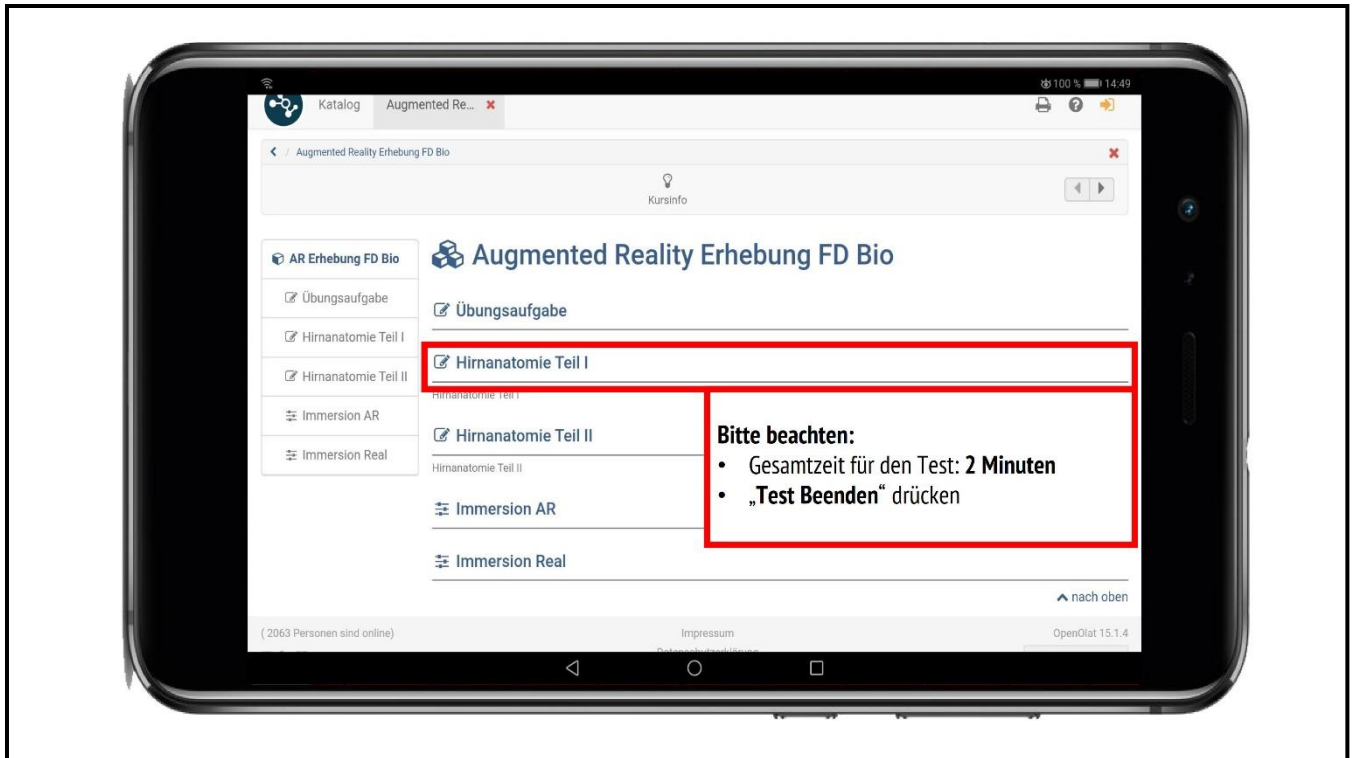 100 % 14:49
Katalog Augmented Re...
/ Augmented Reality Erhebung FD Bio
Kursinfo
AR Erhebung FD Bio
Übungsaufgabe
Hirnanatomie Teil I
Hirnanatomie Teil II
Immersion AR
Immersion Real
Augmented Reality Erhebung FD Bio
Übungsaufgabe
Hirnanatomie Teil I
Hirnanatomie Teil I
Hirnanatomie Teil II
Hirnanatomie Teil II
Immersion AR
Immersion Real
Bitte beachten:
• Gesamtzeit für den Test: 2 Minuten
• „Test Beenden“ drücken
nach oben
( 2063 Personen sind online) Impressum OpenOlat 15.1.4
Datenschutzerklärung